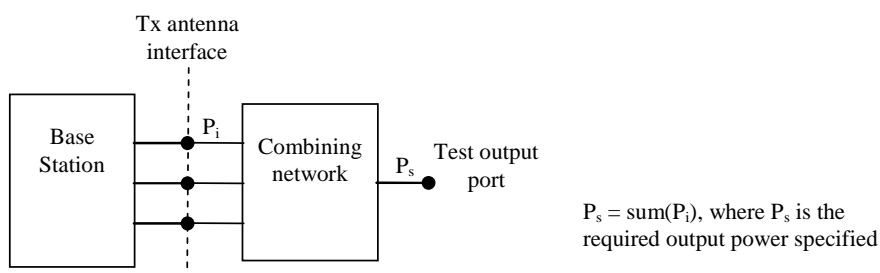 Tx antenna
interface
Base
Station
Pᵢ
Combining
network
Pₛ
Test output
port
Pₛ = sum(Pᵢ), where Pₛ is the
required output power specified